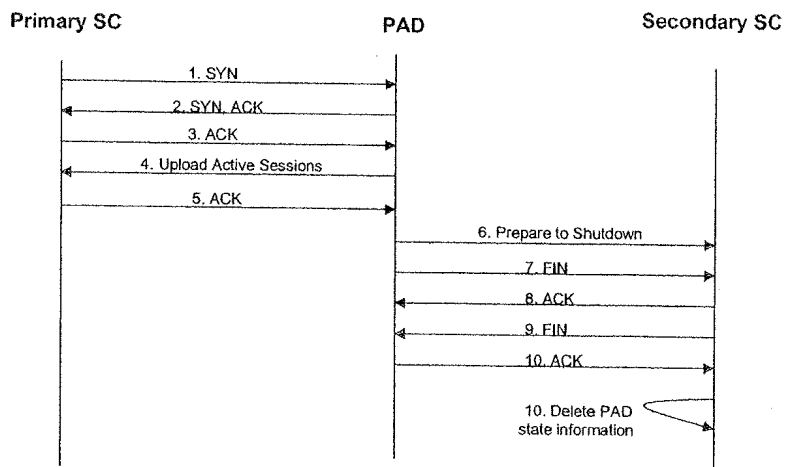 Primary SC
PAD
Secondary SC
1. SYN
2. SYN, ACK
3. ACK
4. Upload Active Sessions
5. ACK
6. Prepare to Shutdown
7. FIN
8. ACK
9. FIN
10. ACK
10. Delete PAD
state information